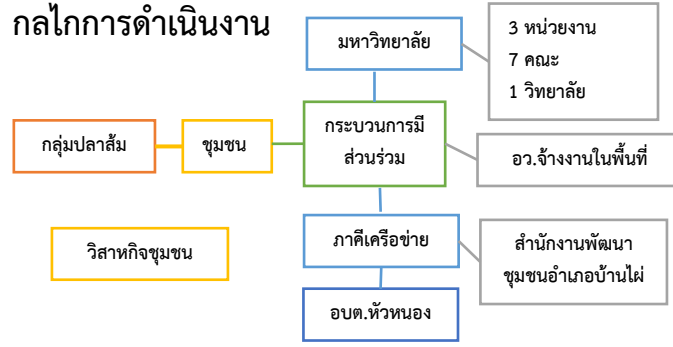 กลไกการดำเนินงาน
มหาวิทยาลัย
3 หน่วยงาน
7 คณะ
1 วิทยาลัย
กลุ่มปลาส้ม
ชุมชน
กระบวนการมี
ส่วนร่วม
อว.จ้างงานในพื้นที่
วิสาหกิจชุมชน
ภาคีเครือข่าย
สำนักงานพัฒนา
ชุมชนอำเภอบ้านไผ่
อบต.หัวหนอง